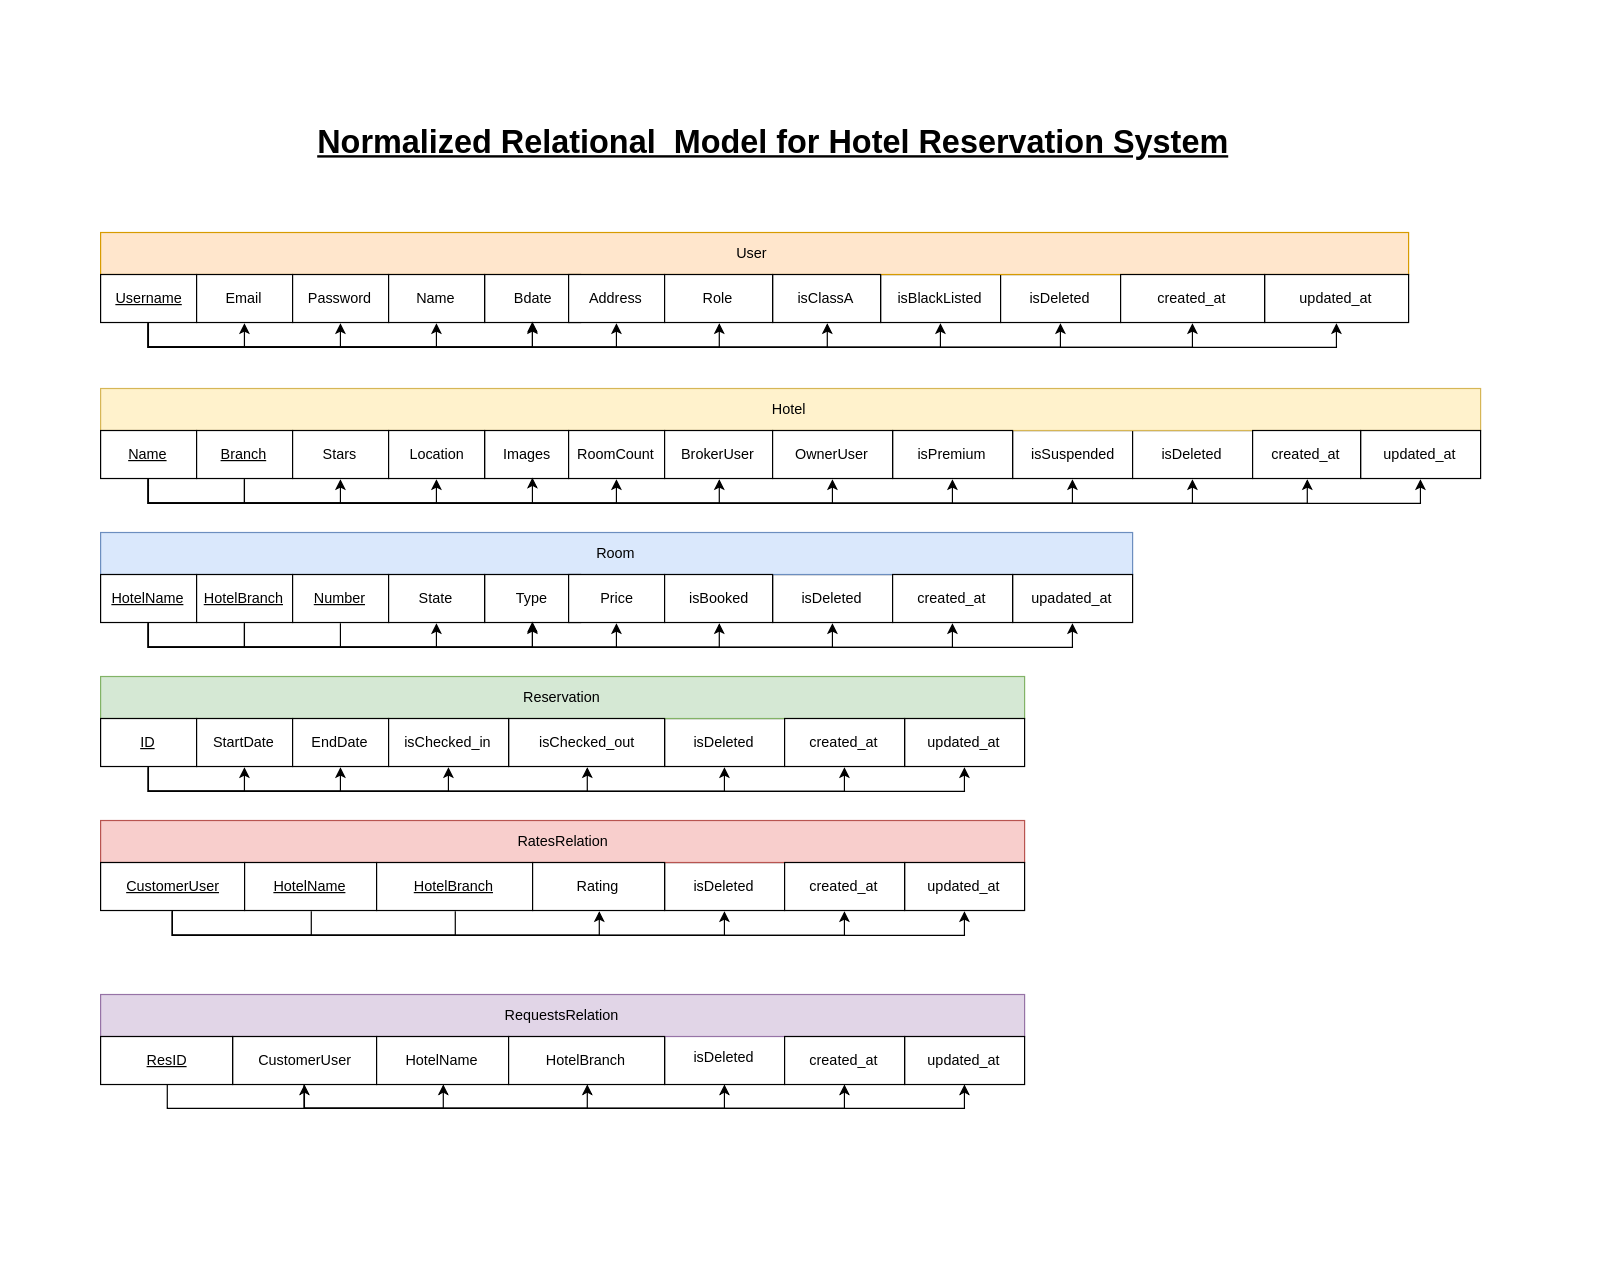 Normalized Relational  Model for Hotel Reservation System
User
Username Email Password Name Bdate Address Role isClassA isBlackListed isDeleted created_at updated_at
Hotel
Name Branch Stars Location Images RoomCount BrokerUser OwnerUser isPremium isSuspended isDeleted created_at updated_at
Room
HotelName HotelBranch Number State Type Price isBooked isDeleted created_at upadated_at
Reservation
ID StartDate EndDate isChecked_in isChecked_out isDeleted created_at updated_at
RatesRelation
CustomerUser HotelName HotelBranch Rating isDeleted created_at updated_at
RequestsRelation
ResID CustomerUser HotelName HotelBranch isDeleted created_at updated_at